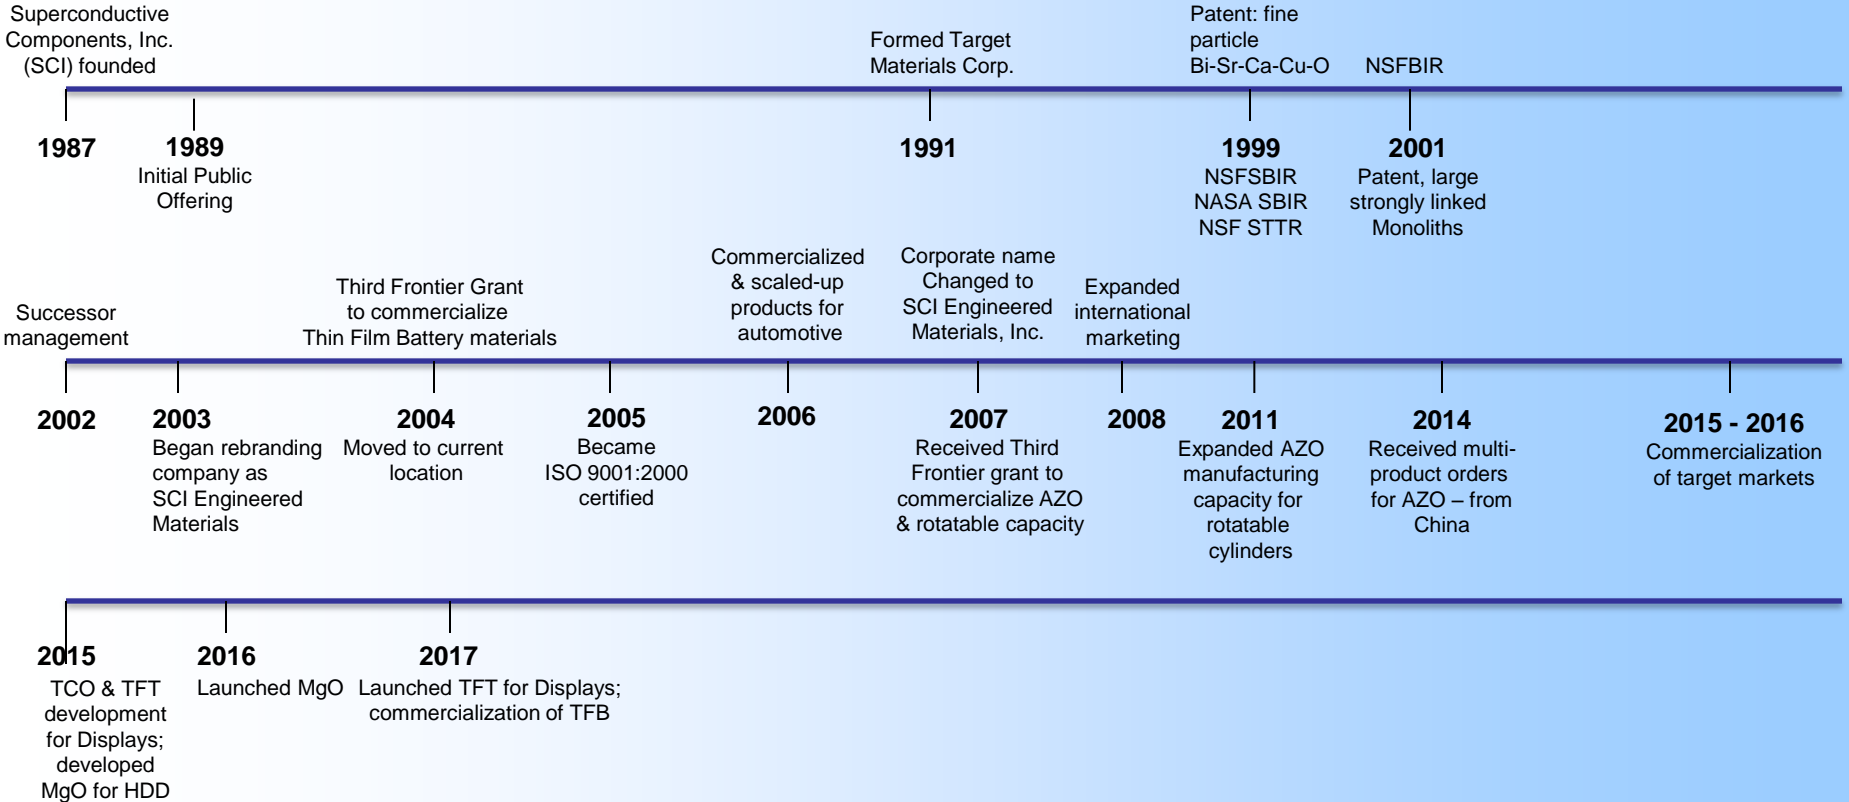 Superconductive
Components, Inc.
(SCI) founded
1987
1989
Initial Public
Offering
Formed Target
Materials Corp.
1991
Patent: fine
particle
Bi-Sr-Ca-Cu-O
1999
NSFSBIR
NASA SBIR
NSF STTR
NSFBIR
2001
Patent, large
strongly linked
Monoliths
Successor
management
2002
2003
Began rebranding
company as
SCI Engineered
Materials
Third Frontier Grant
to commercialize
Thin Film Battery materials
2004
Moved to current
location
2005
Became
ISO 9001:2000
certified
Commercialized
& scaled-up
products for
automotive
2006
Corporate name
Changed to
SCI Engineered
Materials, Inc.
2007
Received Third
Frontier grant to
commercialize AZO
& rotatable capacity
Expanded
international
marketing
2008
2011
Expanded AZO
manufacturing
capacity for
rotatable
cylinders
2014
Received multi-
product orders
for AZO – from
China
2015 - 2016
Commercialization
of target markets
2015
TCO & TFT
development
for Displays;
developed
MgO for HDD
2016
Launched MgO
2017
Launched TFT for Displays;
commercialization of TFB